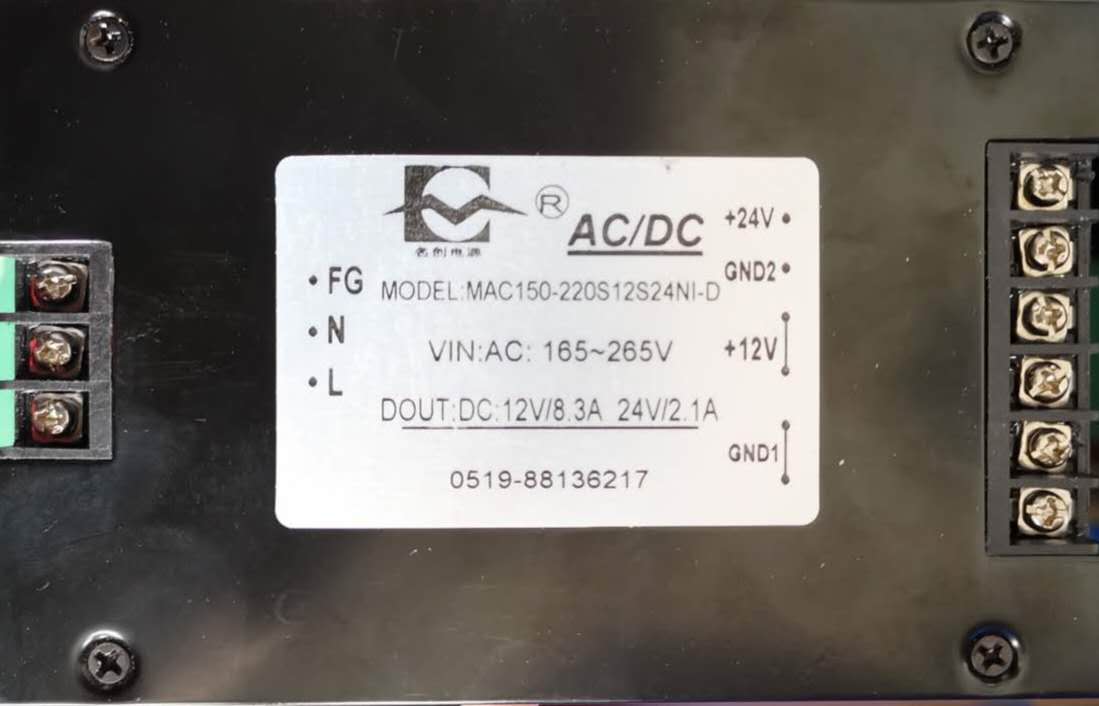 ®
名创电源
AC/DC
MODEL:MAC150-220S12S24NI-D
VIN:AC: 165~265V
DOUT:DC:12V/8.3A 24V/2.1A
0519-88136217
• FG
• N
• L
+24V •
GND2 •
+12V
GND1